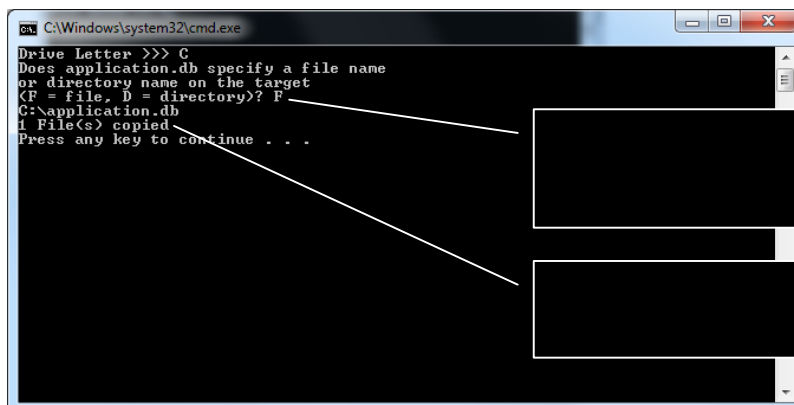 C:\Windows\system32\cmd.exe
Drive Letter >>> C
Does application.db specify a file name
or directory name on the target
(F = file, D = directory)? F
C:\application.db
1 File(s) copied
Press any key to continue . . .